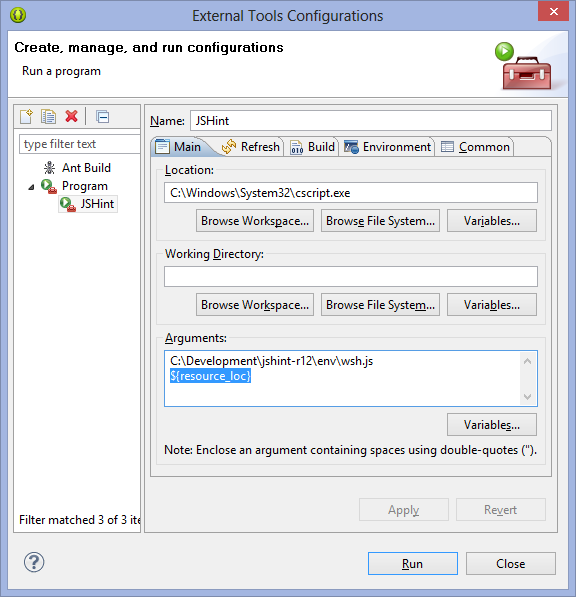 External Tools Configurations
Create, manage, and run configurations
Run a program
type filter text
Ant Build
Program
JSHint
Filter matched 3 of 3 ite
Name: JSHint
Main Refresh Build Environment Common
Location:
C:\Windows\System32\cscript.exe
Browse Workspace... Browse File System... Variables...
Working Directory:
Browse Workspace... Browse File System... Variables...
Arguments:
C:\Development\jshint-r12\env\wsh.js
${resource_loc}
Variables...
Note: Enclose an argument containing spaces using double-quotes (").
Apply Revert
Run Close